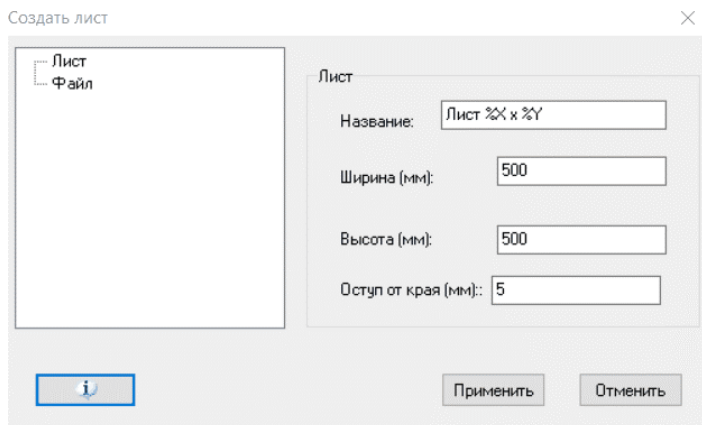 Создать лист
Лист
Файл
Лист
Название: Лист %X x %Y
Ширина (мм): 500
Высота (мм): 500
Оступ от края (мм):: 5
Применить Отменить